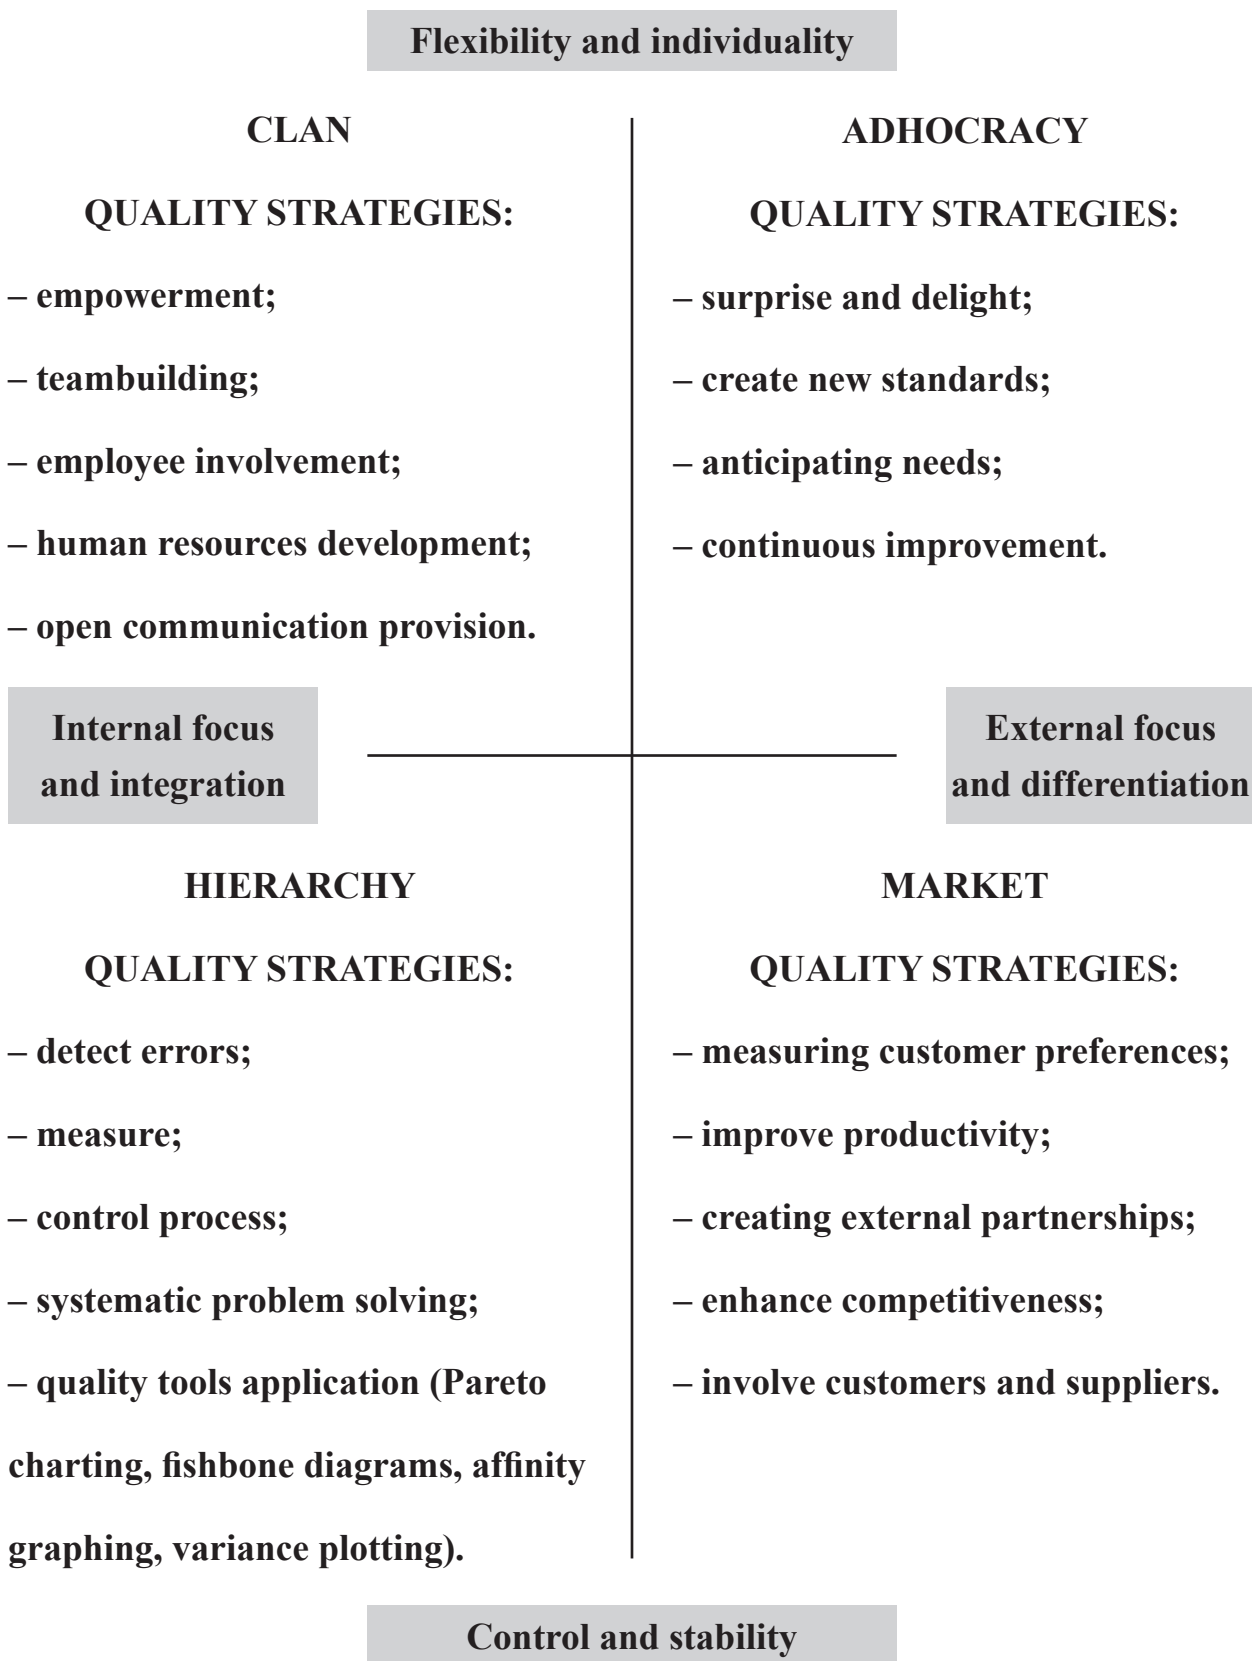 Flexibility and individuality
CLAN
QUALITY STRATEGIES:
– empowerment;
– teambuilding;
– employee involvement;
– human resources development;
– open communication provision.
ADHOCRACY
QUALITY STRATEGIES:
– surprise and delight;
– create new standards;
– anticipating needs;
– continuous improvement.
Internal focus
and integration
External focus
and differentiation
HIERARCHY
QUALITY STRATEGIES:
– detect errors;
– measure;
– control process;
– systematic problem solving;
– quality tools application (Pareto
charting, fishbone diagrams, affinity
graphing, variance plotting).
MARKET
QUALITY STRATEGIES:
– measuring customer preferences;
– improve productivity;
– creating external partnerships;
– enhance competitiveness;
– involve customers and suppliers.
Control and stability